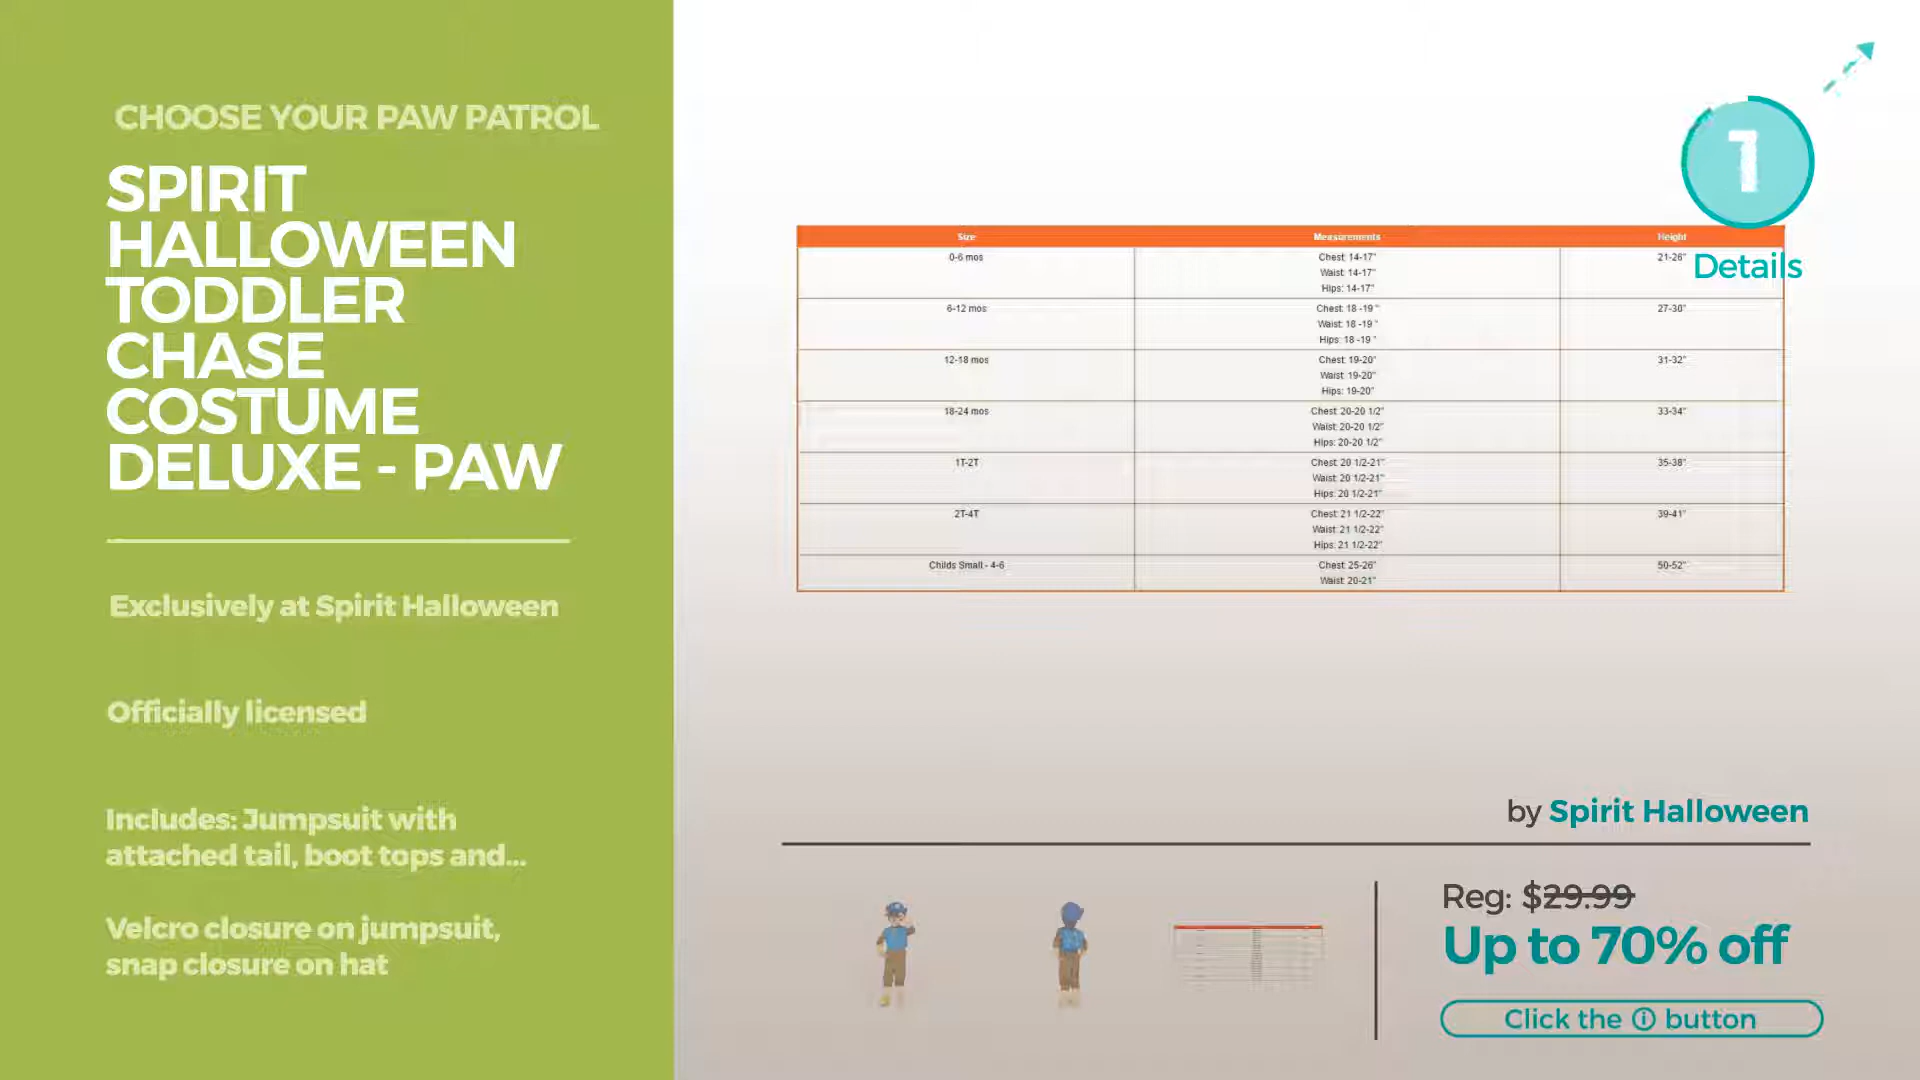 CHOOSE YOUR PAW PATROL
SPIRIT
HALLOWEEN
TODDLER
CHASE
COSTUME
DELUXE - PAW
Exclusively at Spirit Halloween
Officially licensed
Includes: Jumpsuit with
attached tail, boot tops and...
Velcro closure on jumpsuit,
snap closure on hat
1
Details
Size Measurements Height
0-6 mos Chest: 14-17" 21-26"
Waist: 14-17"
Hips: 14-17"
6-12 mos Chest: 18 -19 " 27-30"
Waist: 18 -19 "
Hips: 18 -19 "
12-18 mos Chest: 19-20" 31-32"
Waist: 19-20"
Hips: 19-20"
18-24 mos Chest: 20-20 1/2" 33-34"
Waist: 20-20 1/2"
Hips: 20-20 1/2"
1T-2T Chest: 20 1/2-21" 35-38"
Waist: 20 1/2-21"
Hips: 20 1/2-21"
2T-4T Chest: 21 1/2-22" 39-41"
Waist: 21 1/2-22"
Hips: 21 1/2-22"
Childs Small - 4-6 Chest: 25-26" 50-52"
Waist: 20-21"
by Spirit Halloween
Reg: $29.99
Up to 70% off
Click the ⓘ button